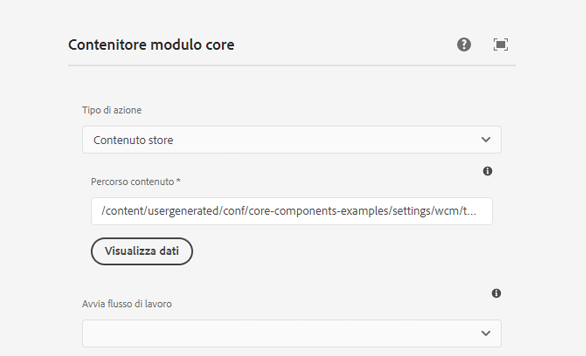 Contenitore modulo core
Tipo di azione
Contenuto store
Percorso contenuto *
/content/usergenerated/conf/core-components-examples/settings/wcm/t...
Visualizza dati
Avvia flusso di lavoro